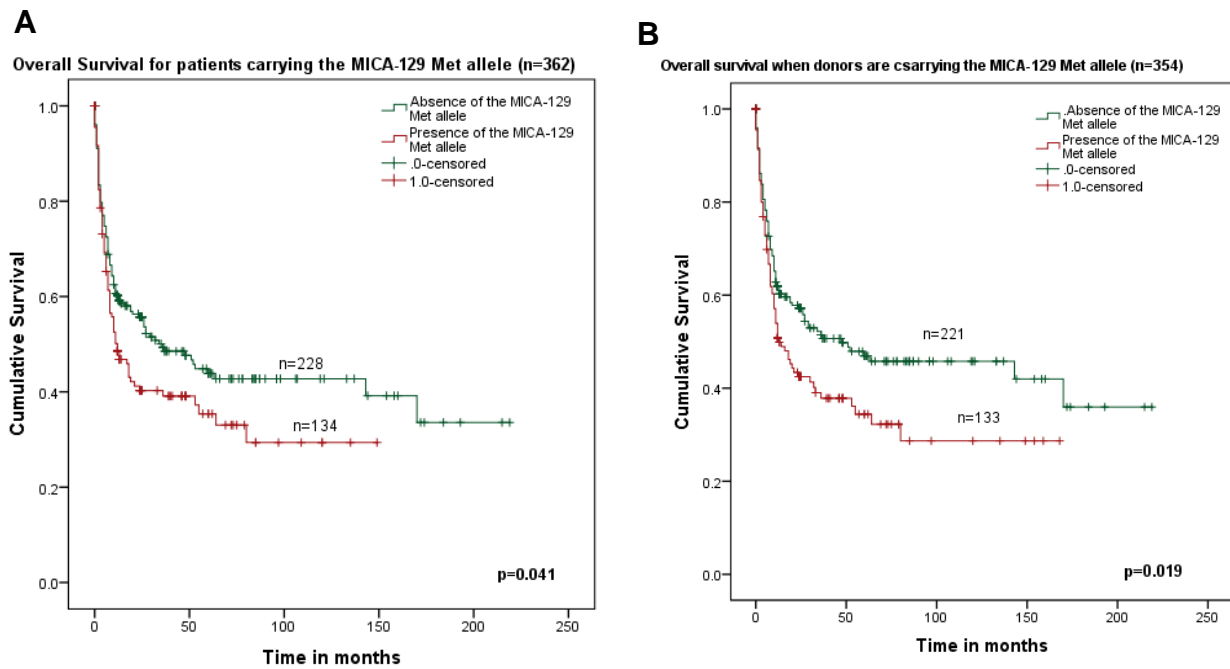 A
Overall Survival for patients carrying the MICA-129 Met allele (n=362)
Absence of the MICA-129
Met allele
Presence of the MICA-129
Met allele
.0-censored
1.0-censored
1.0
0.8
0.6
0.4
0.2
0.0
Cumulative Survival
n=228
n=134
p=0.041
0 50 100 150 200 250
Time in months
B
Overall survival when donors are csarrying the MICA-129 Met allele (n=354)
.Absence of the MICA-129
Met allele
Presence of the MICA-129
Met allele
.0-censored
1.0-censored
1.0
0.8
0.6
0.4
0.2
0.0
Cumulative Survival
n=221
n=133
p=0.019
0 50 100 150 200 250
Time in months